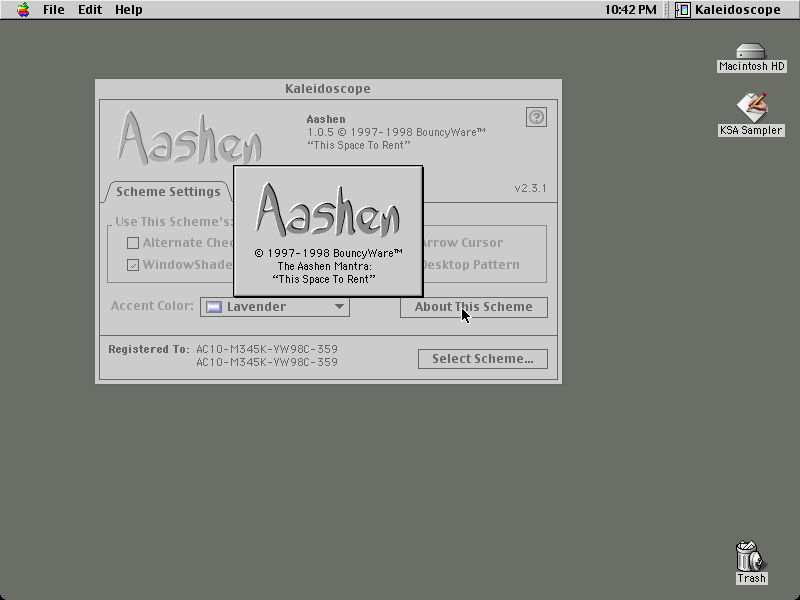 File Edit Help
10:42 PM
Kaleidoscope
Macintosh HD
KSA Sampler
Kaleidoscope
Aashen
Aashen
1.0.5 © 1997-1998 BouncyWare™
“This Space To Rent”
v2.3.1
Scheme Settings
Use This Scheme's:
Alternate Chec
Arrow Cursor
WindowShade
Desktop Pattern
Aashen
© 1997-1998 BouncyWare™
The Aashen Mantra:
“This Space To Rent”
Accent Color:
Lavender
About This Scheme
Registered To:
AC10-M345K-VW98C-359
AC10-M345K-VW98C-359
Select Scheme...
Trash